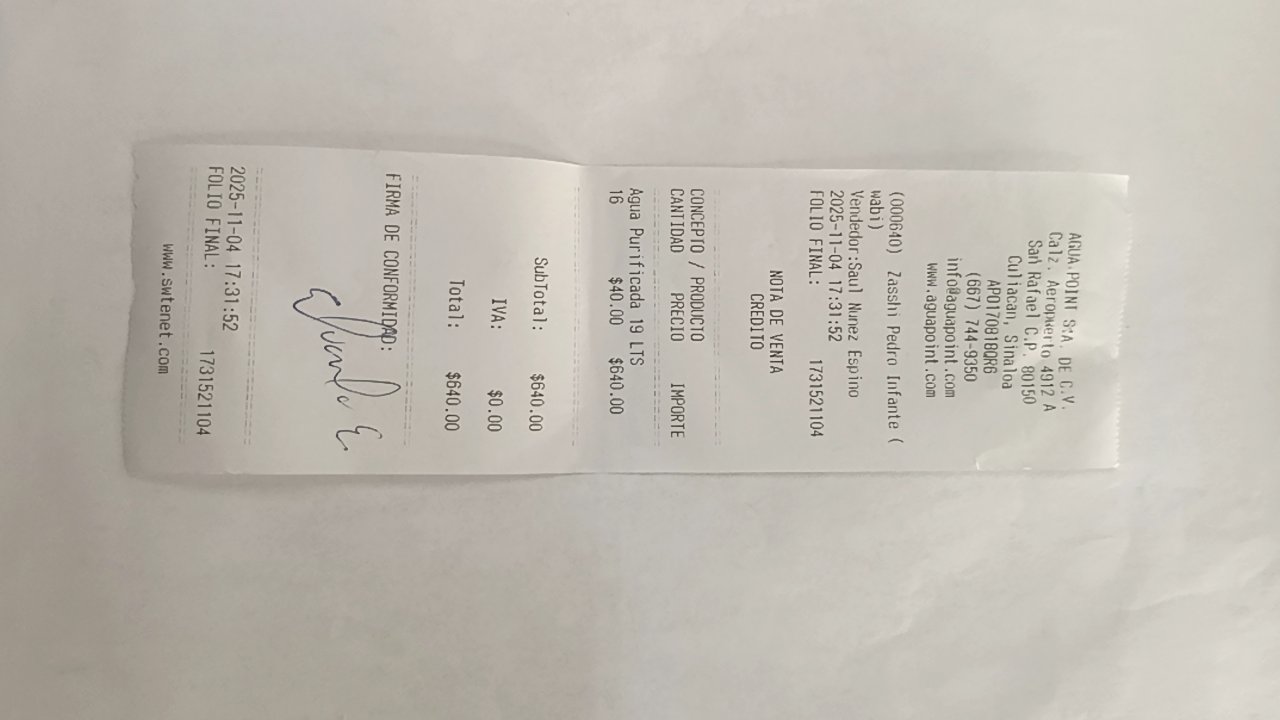 AGUA POINT S.A. DE C.V.
Calz. Aeropuerto 4912 A
San Rafael C.P. 80150
Culiacan, Sinaloa
APO170818QR6
(667) 744-9350
info@aguapoint.com
www.aguapoint.com
(000640) Zasshi Pedro Infante (
wabi)
Vendedor:Saul Nunez Espino
2025-11-04 17:31:52
FOLIO FINAL: 1731521104
NOTA DE VENTA
CREDITO
CONCEPTO / PRODUCTO
CANTIDAD PRECIO IMPORTE
Agua Purificada 19 LTS
16 $40.00 $640.00
SubTotal: $640.00
IVA: $0.00
Total: $640.00
FIRMA DE CONFORMIDAD:
2025-11-04 17:31:52
FOLIO FINAL: 1731521104
www.swtenet.com